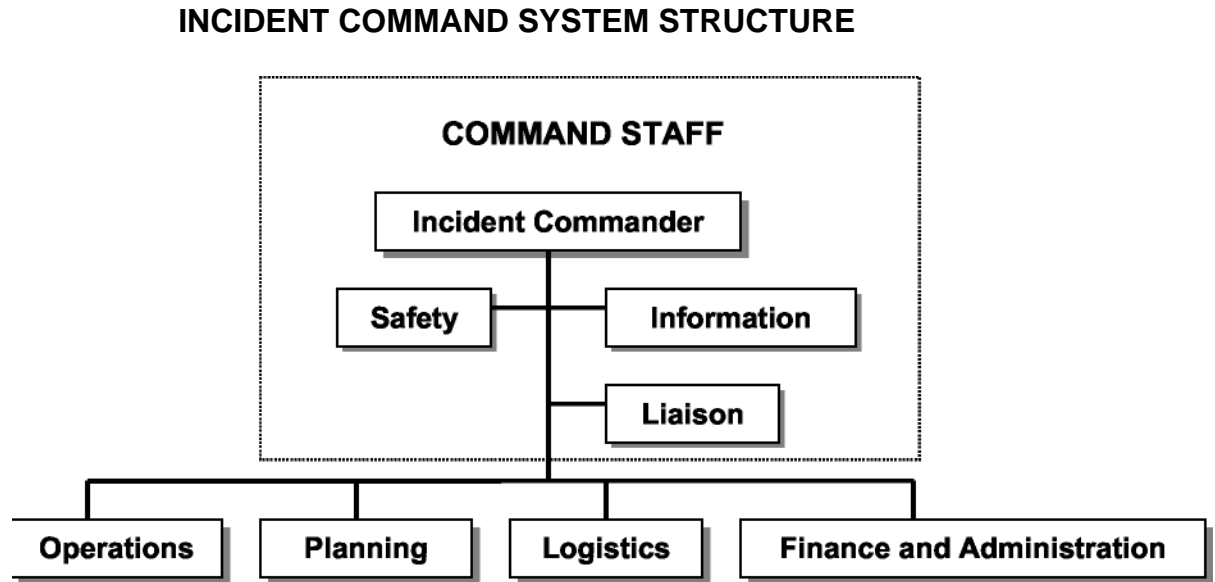 INCIDENT COMMAND SYSTEM STRUCTURE
COMMAND STAFF
Incident Commander
Safety
Information
Liaison
Operations
Planning
Logistics
Finance and Administration